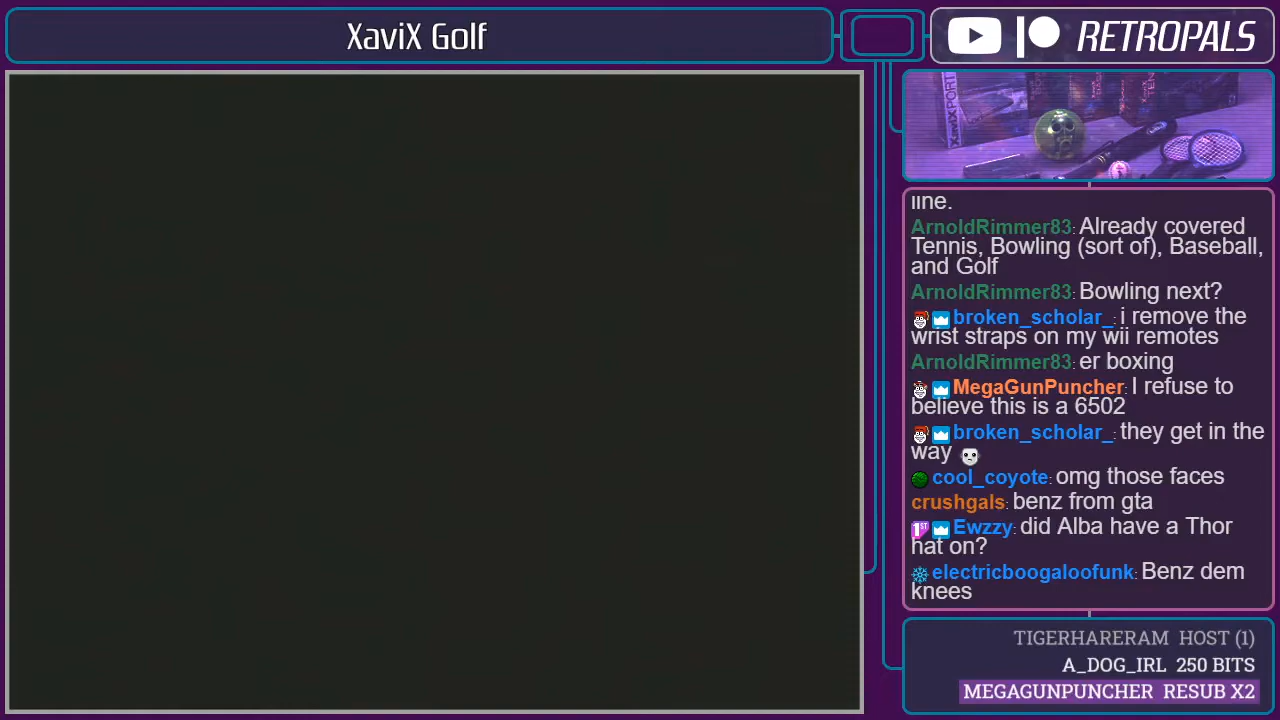 XaviX Golf
RETROPALS
line.
ArnoldRimmer83: Already covered
Tennis, Bowling (sort of), Baseball,
and Golf
ArnoldRimmer83: Bowling next?
broken_scholar_: i remove the
wrist straps on my wii remotes
ArnoldRimmer83: er boxing
MegaGunPuncher: I refuse to
believe this is a 6502
broken_scholar_: they get in the
way
cool_coyote: omg those faces
crushgals: benz from gta
1ST Ewzzy: did Alba have a Thor
hat on?
electricboogaloofunk: Benz dem
knees
TIGERHARERAM HOST (1)
A_DOG_IRL 250 BITS
MEGAGUNPUNCHER RESUB X2